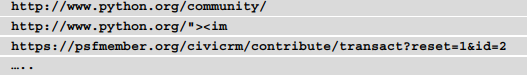 http://www.python.org/community/
http://www.python.org/"><im
https://psfmember.org/civicrm/contribute/transact?reset=1&id=2
…..